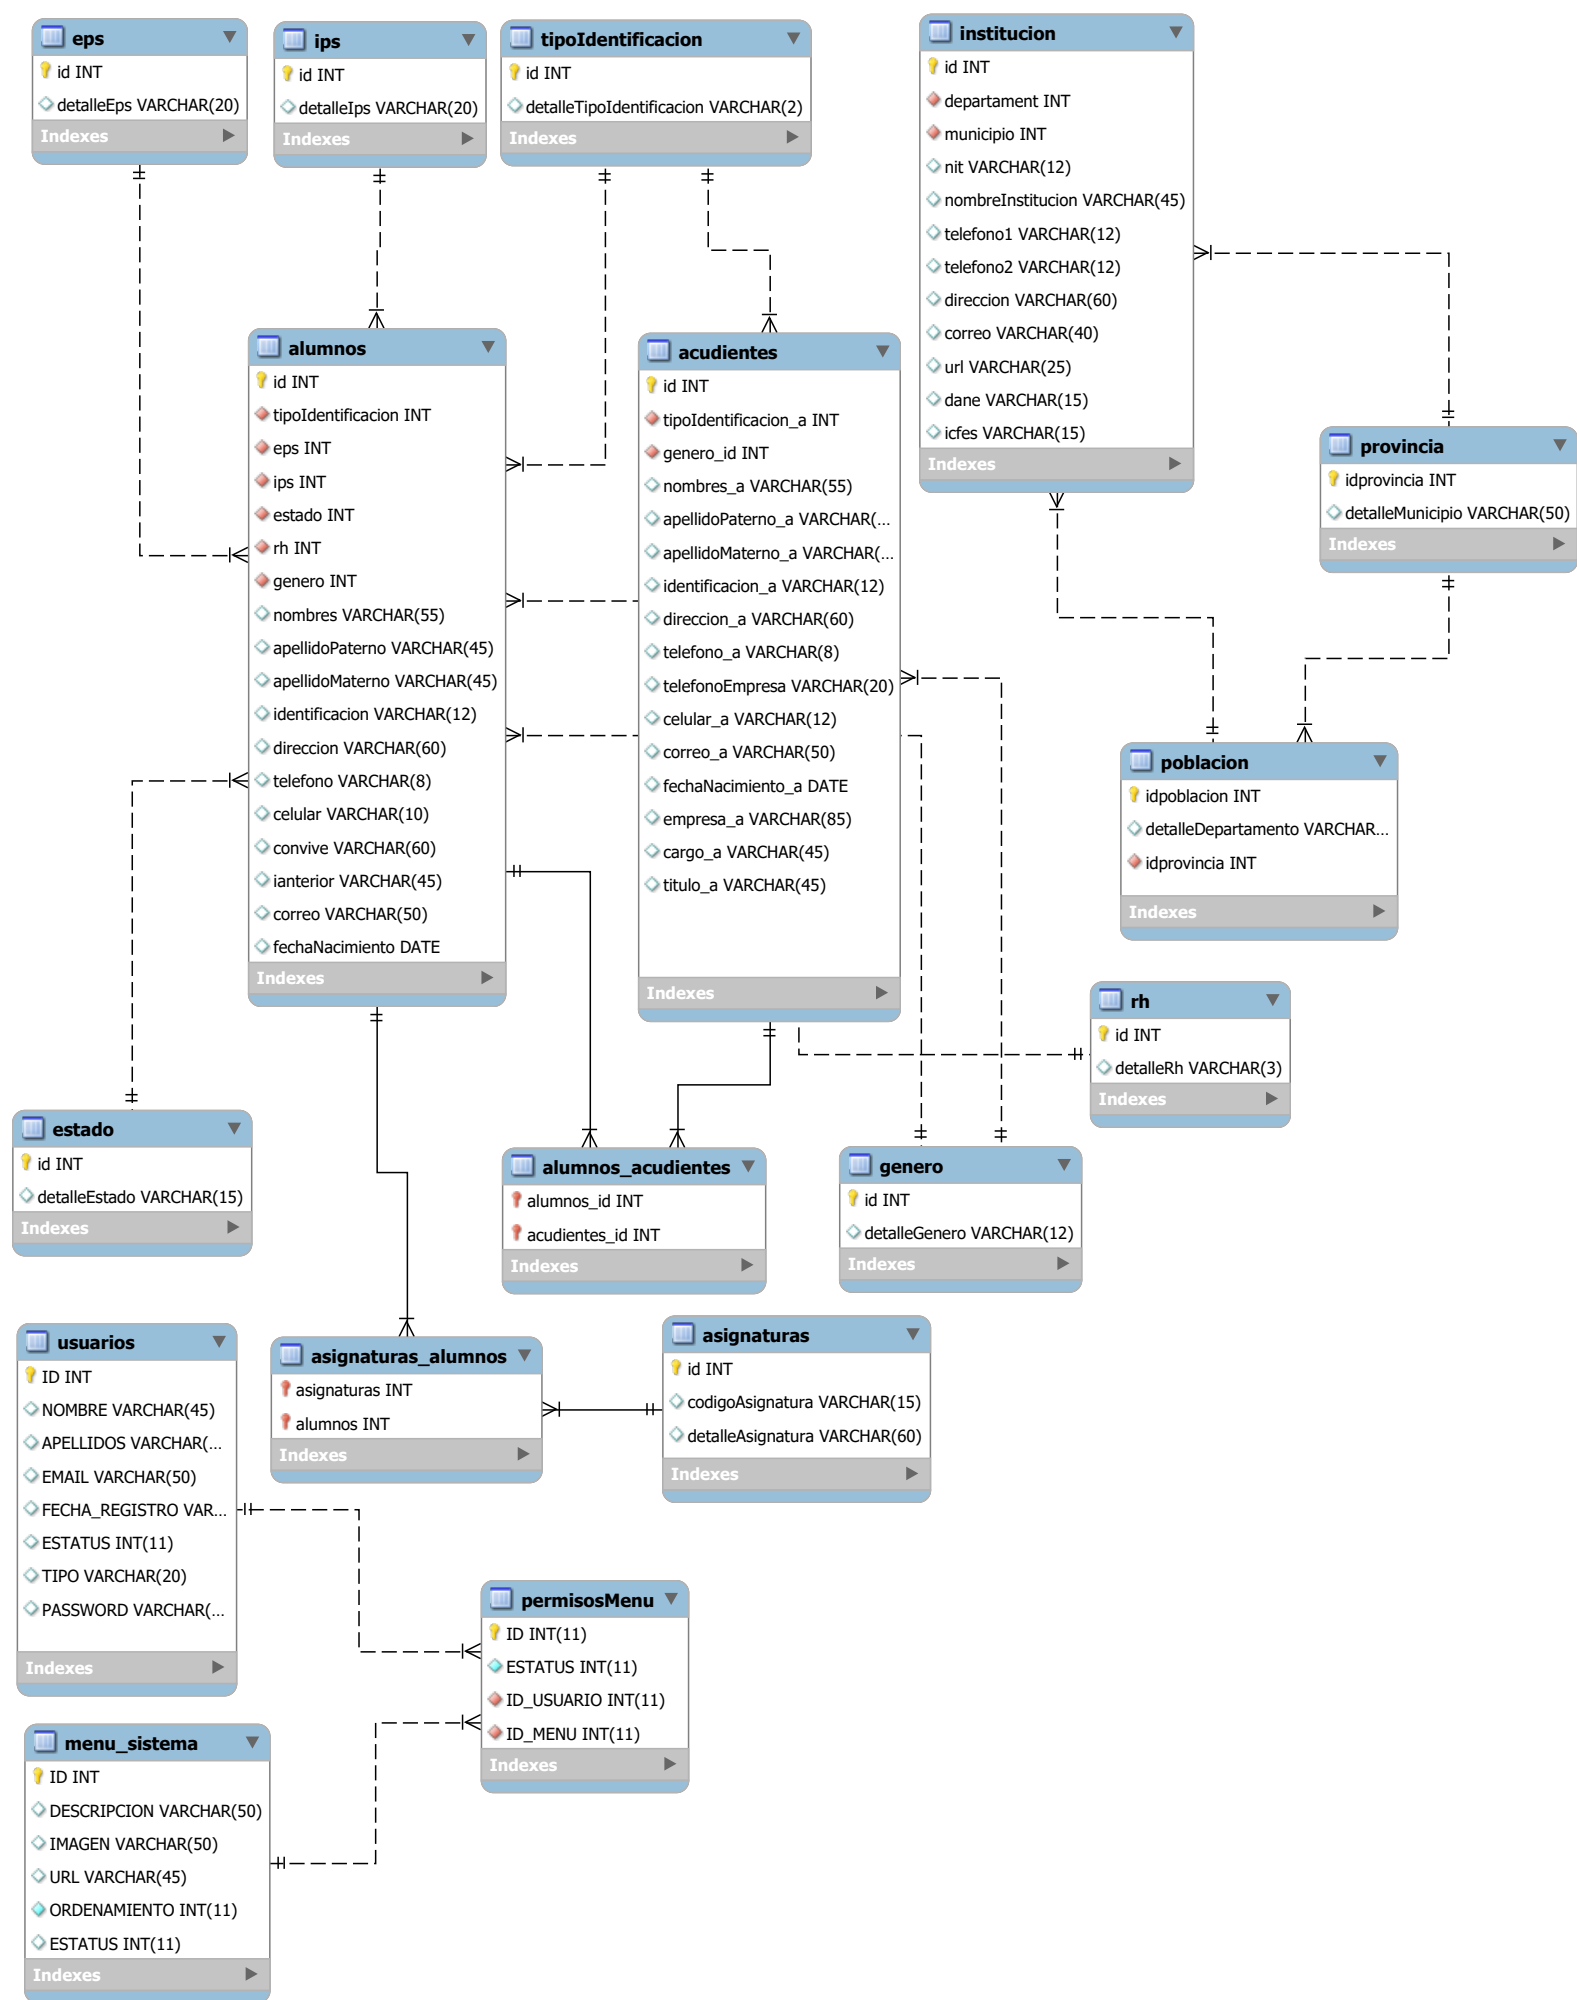 eps
id INT
detalleEps VARCHAR(20)
Indexes
ips
id INT
detalleIps VARCHAR(20)
Indexes
tipoIdentificacion
id INT
detalleTipoIdentificacion VARCHAR(2)
Indexes
institucion
id INT
departament INT
municipio INT
nit VARCHAR(12)
nombreInstitucion VARCHAR(45)
telefono1 VARCHAR(12)
telefono2 VARCHAR(12)
direccion VARCHAR(60)
correo VARCHAR(40)
url VARCHAR(25)
dane VARCHAR(15)
icfes VARCHAR(15)
Indexes
alumnos
id INT
tipoIdentificacion INT
eps INT
ips INT
estado INT
rh INT
genero INT
nombres VARCHAR(55)
apellidoPaterno VARCHAR(45)
apellidoMaterno VARCHAR(45)
identificacion VARCHAR(12)
direccion VARCHAR(60)
telefono VARCHAR(8)
celular VARCHAR(10)
convive VARCHAR(60)
ianterior VARCHAR(45)
correo VARCHAR(50)
fechaNacimiento DATE
Indexes
acudientes
id INT
tipoIdentificacion_a INT
genero_id INT
nombres_a VARCHAR(55)
apellidoPaterno_a VARCHAR(...
apellidoMaterno_a VARCHAR(...
identificacion_a VARCHAR(12)
direccion_a VARCHAR(60)
telefono_a VARCHAR(8)
telefonoEmpresa VARCHAR(20)
celular_a VARCHAR(12)
correo_a VARCHAR(50)
fechaNacimiento_a DATE
empresa_a VARCHAR(85)
cargo_a VARCHAR(45)
titulo_a VARCHAR(45)
Indexes
provincia
idprovincia INT
detalleMunicipio VARCHAR(50)
Indexes
poblacion
idpoblacion INT
detalleDepartamento VARCHAR...
idprovincia INT
Indexes
rh
id INT
detalleRh VARCHAR(3)
Indexes
estado
id INT
detalleEstado VARCHAR(15)
Indexes
alumnos_acudientes
alumnos_id INT
acudientes_id INT
Indexes
genero
id INT
detalleGenero VARCHAR(12)
Indexes
usuarios
ID INT
NOMBRE VARCHAR(45)
APELLIDOS VARCHAR(...
EMAIL VARCHAR(50)
FECHA_REGISTRO VAR...
ESTATUS INT(11)
TIPO VARCHAR(20)
PASSWORD VARCHAR(...
Indexes
asignaturas_alumnos
asignaturas INT
alumnos INT
Indexes
asignaturas
id INT
codigoAsignatura VARCHAR(15)
detalleAsignatura VARCHAR(60)
Indexes
permisosMenu
ID INT(11)
ESTATUS INT(11)
ID_USUARIO INT(11)
ID_MENU INT(11)
Indexes
menu_sistema
ID INT
DESCRIPCION VARCHAR(50)
IMAGEN VARCHAR(50)
URL VARCHAR(45)
ORDENAMIENTO INT(11)
ESTATUS INT(11)
Indexes